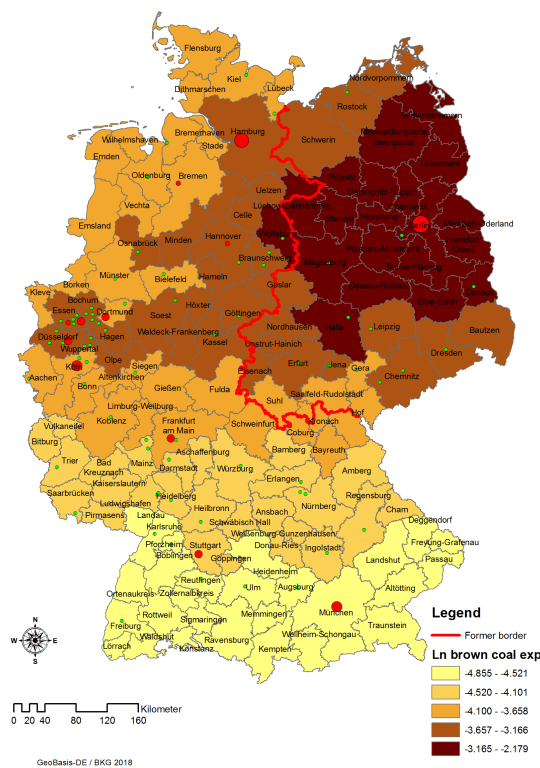 Flensburg
Kiel
Dithmarschen
Lübeck
Nordvorpommern
Rostock
Bremerhaven
Wilhelmshaven
Stade
Hamburg
Schwerin
Emden
Oldenburg
Bremen
Uckermark
Prignitz
Uelzen
Vechta
Celle
Emsland
Minden
Hannover
Wolfsburg
Berlin
Osnabrück
Braunschweig
Magdeburg
Frankfurt
(Oder)
Münster
Bielefeld
Hameln
Borken
Kleve
Goslar
Bochum
Höxter
Elbe-Elster
Essen
Dortmund
Soest
Göttingen
Halle
Leipzig
Nordhausen
Bautzen
Düsseldorf
Hagen
Waldeck-Frankenberg
Kassel
Wuppertal
Unstrut-Hainich
Dresden
Olpe
Köln
Siegen
Eisenach
Erfurt
Jena
Chemnitz
Gera
Aachen
Altenkirchen
Bonn
Gießen
Fulda
Suhl
Saalfeld-Rudolstadt
Limburg-Weilburg
Hof
Vulkaneifel
Koblenz
Frankfurt
am Main
Schweinfurt
Kronach
Coburg
Bitburg
Bayreuth
Aschaffenburg
Bamberg
Trier
Bad
Kreuznach
Mainz
Darmstadt
Würzburg
Amberg
Kaiserslautern
Erlangen
Saarbrücken
Ludwigshafen
Heidelberg
Nürnberg
Regensburg
Pirmasens
Heilbronn
Ansbach
Cham
Landau
Schwäbisch Hall
Karlsruhe
Deggendorf
Weißenburg-Gunzenhausen
Pforzheim
Stuttgart
Donau-Ries
Ingolstadt
Freyung-Grafenau
Böblingen
Göppingen
Landshut
Passau
Heidenheim
Reutlingen
Ulm
Augsburg
Altötting
Ortenaukreis
Zollernalbkreis
München
Rottweil
Memmingen
Sigmaringen
Traunstein
Freiburg
Waldshut
Weilheim-Schongau
Ravensburg
Lörrach
Konstanz
Kempten
N
W
E
S
0 20 40 80 120 160
Kilometer
Legend
Former border
Ln brown coal exp
-4.855 - -4.521
-4.520 - -4.101
-4.100 - -3.658
-3.657 - -3.166
-3.165 - -2.179
GeoBasis-DE / BKG 2018